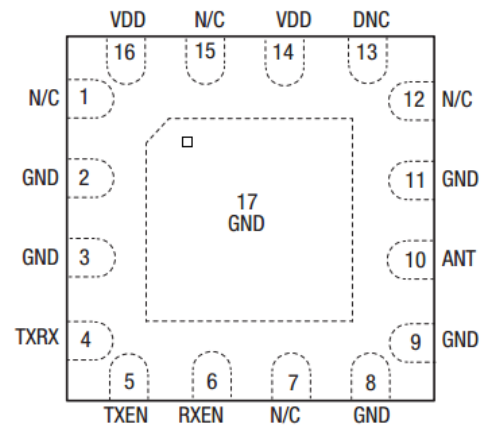 VDD N/C VDD DNC
16 15 14 13
N/C 1 12 N/C
GND 2 11 GND
17
GND
GND 3 10 ANT
TXRX 4 9 GND
5 6 7 8
TXEN RXEN N/C GND